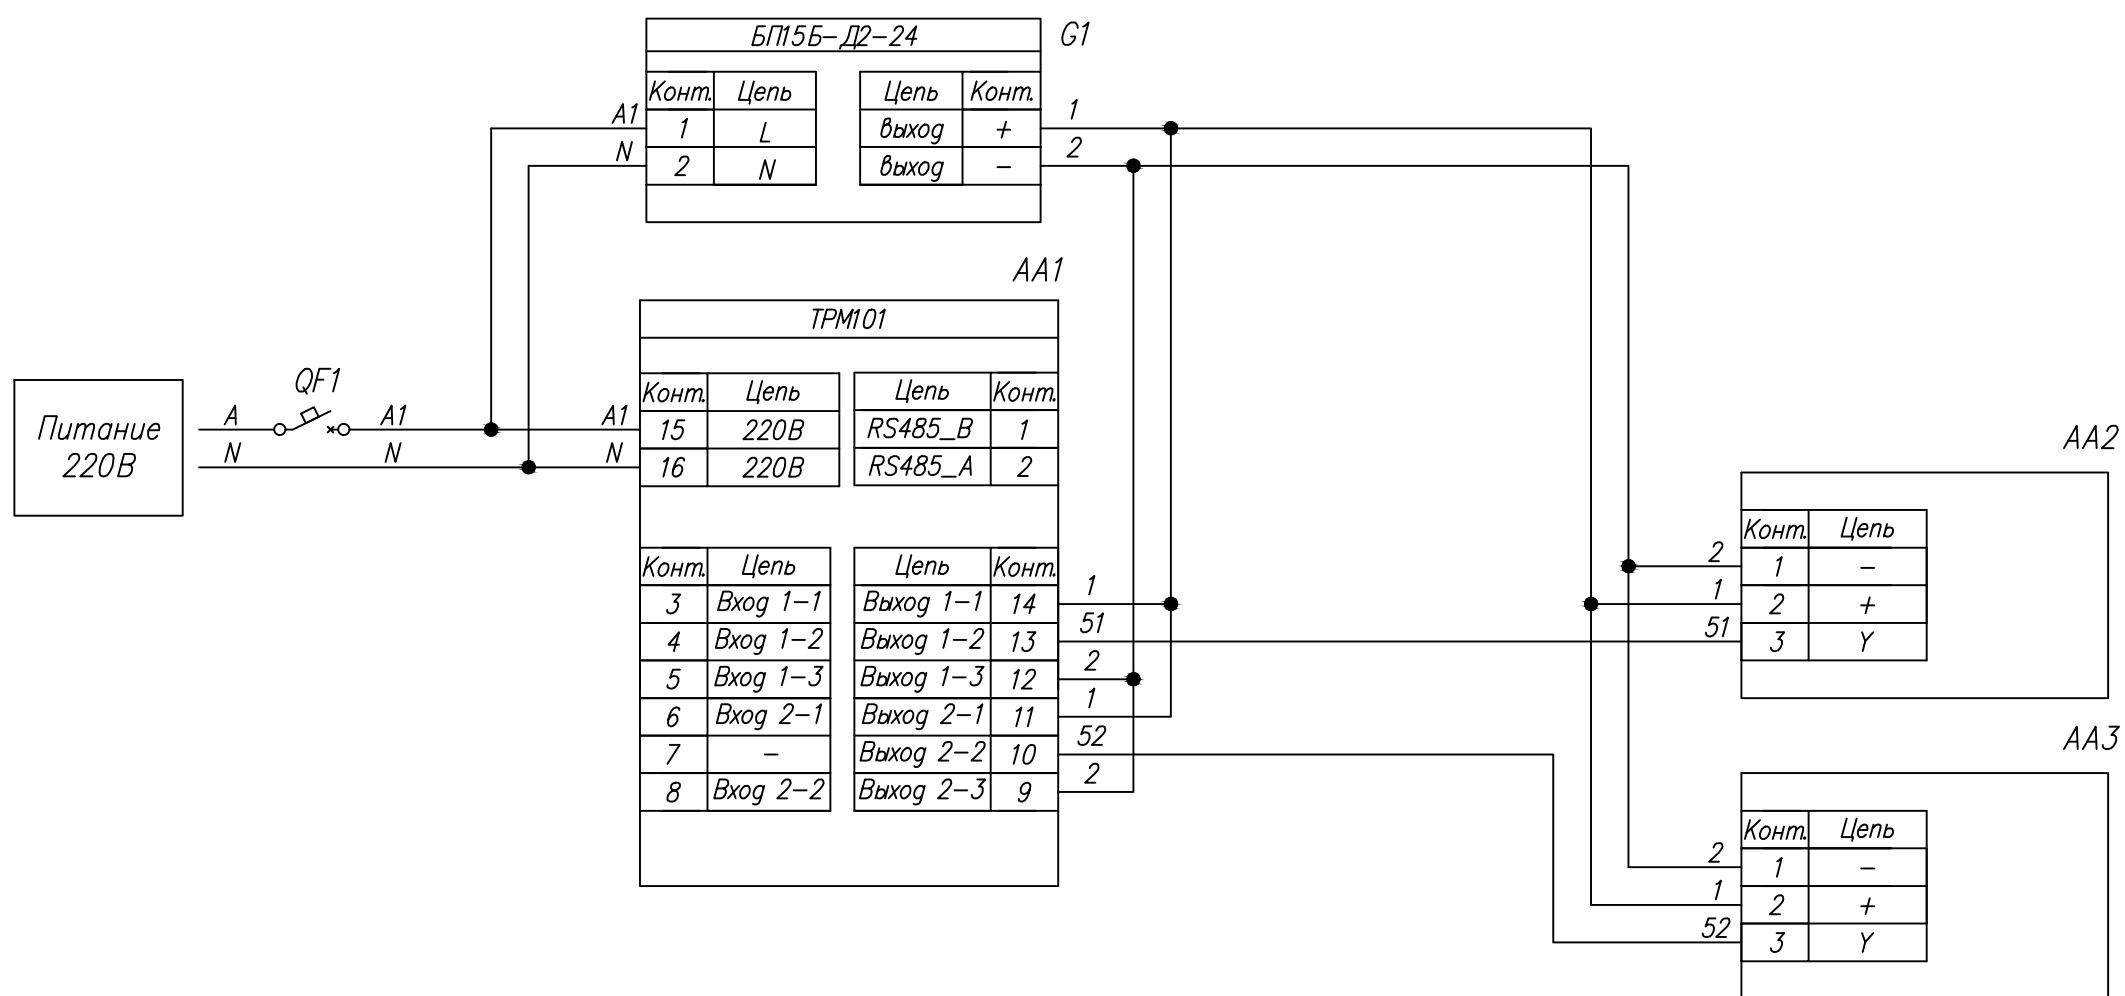 БП15Б-Д2-24
G1
Конт. Цепь Цепь Конт.
A1 1 L выход + 1
N 2 N выход - 2
AA1
ТРМ101
Питание
220В
QF1
A A1 A1
N N N
Конт. Цепь Цепь Конт.
15 220В RS485_B 1
16 220В RS485_A 2
Конт. Цепь Цепь Конт.
3 Вход 1-1 Выход 1-1 14 1
4 Вход 1-2 Выход 1-2 13 51
5 Вход 1-3 Выход 1-3 12 2
6 Вход 2-1 Выход 2-1 11 1
7 - Выход 2-2 10 52
8 Вход 2-2 Выход 2-3 9 2
AA2
Конт. Цепь
2 1 -
1 2 +
51 3 Y
AA3
Конт. Цепь
2 1 -
1 2 +
52 3 Y